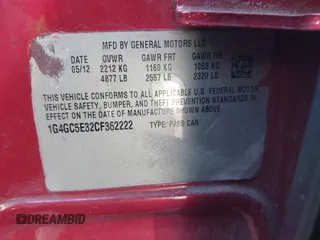 MFD BY GENERAL MOTORS LLC
05/12 GVWR GAWR FRT GAWR RR
2212 KG 1160 KG 1052 KG
4877 LB 2557 LB 2320 LB
THIS VEHICLE CONFORMS TO ALL APPLICABLE U.S. FEDERAL MOTOR
VEHICLE SAFETY, BUMPER, AND THEFT PREVENTION STANDARDS IN
EFFECT ON THE DATE OF MANUFACTURE SHOWN ABOVE.
1G4GC5E32CF362222 TYPE: PASS CAR
DREAMBID